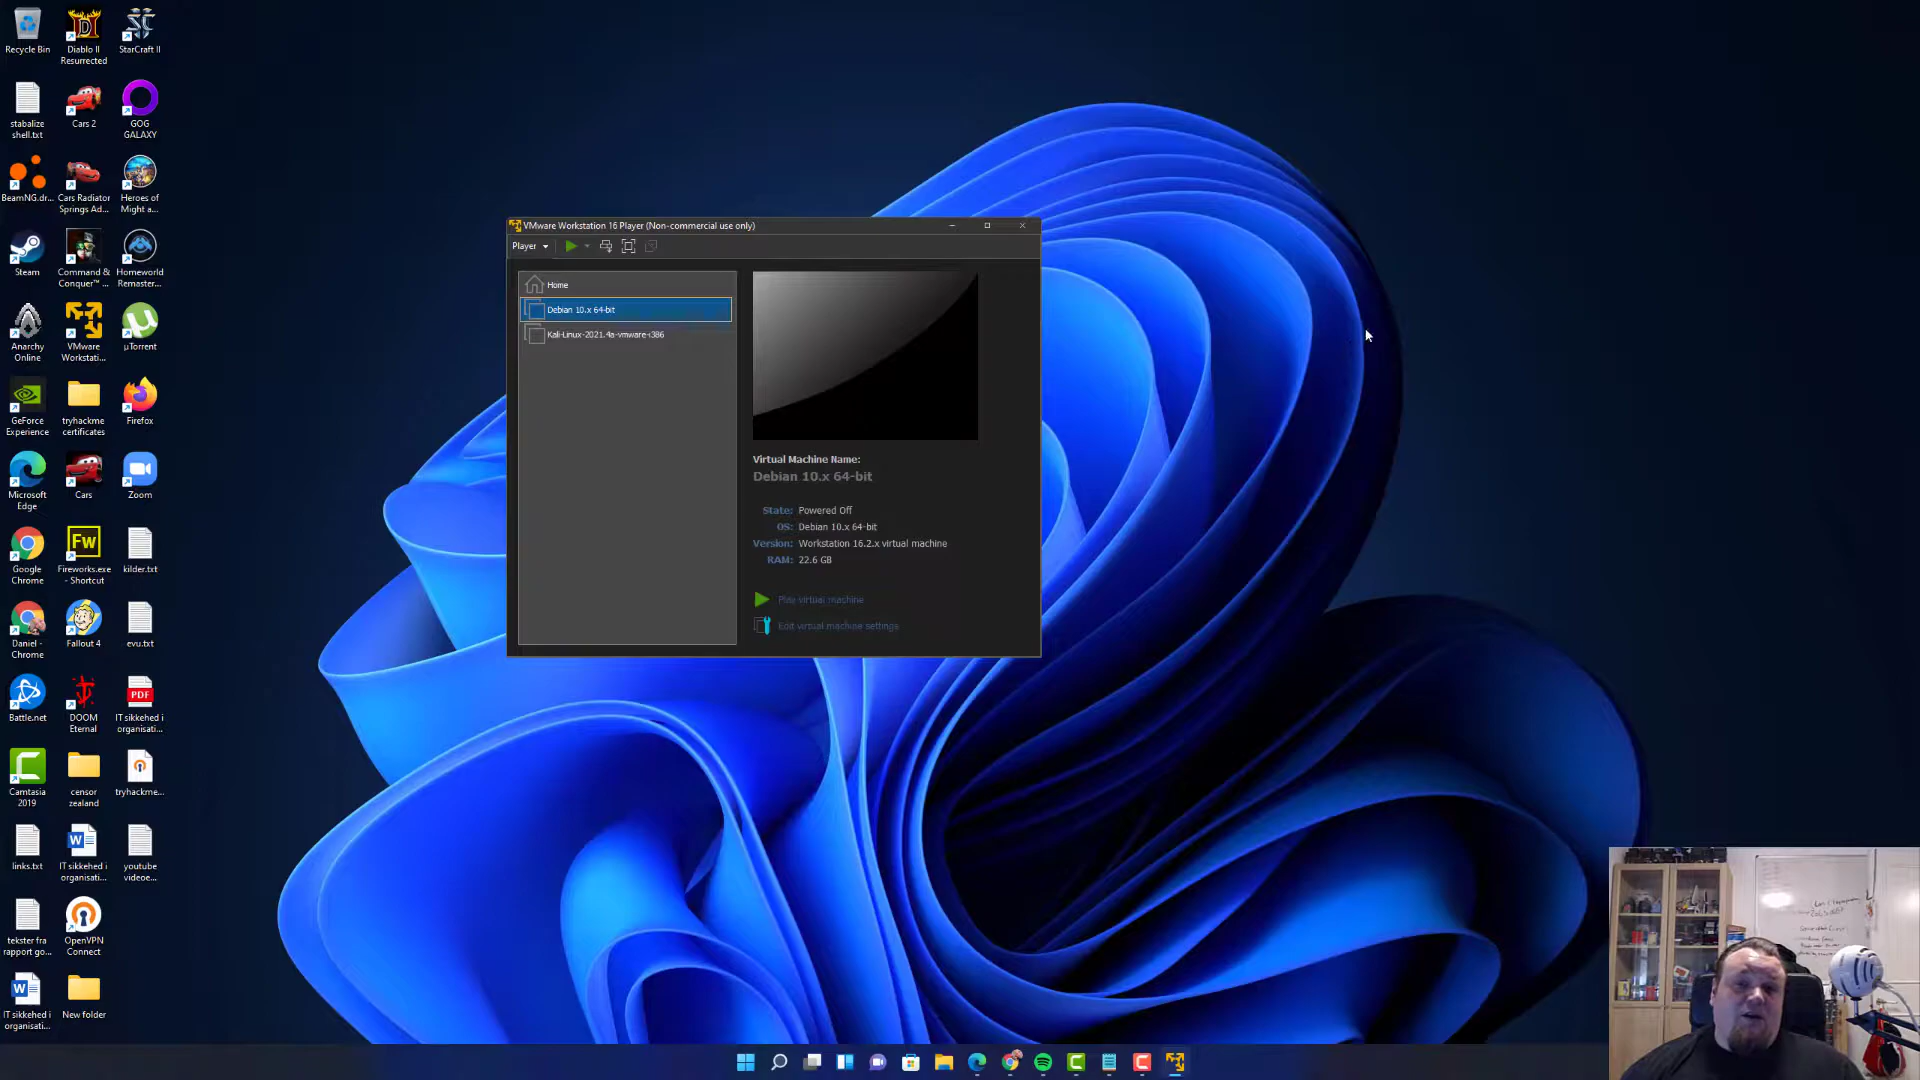 Recycle Bin
Diablo II
Resurrected
StarCraft II
stabalize
shell.txt
Cars 2
GOG
GALAXY
BeamNG.dr...
Cars Radiator
Springs Ad...
Heroes of
Might a...
Steam
Command &
Conquer™ ...
Homeworld
Remaster...
Anarchy
Online
VMware
Workstati...
µTorrent
GeForce
Experience
tryhackme
certificates
Firefox
Microsoft
Edge
Cars
Zoom
Google
Chrome
Fw
Fireworks.exe
- Shortcut
kilder.txt
Daniel -
Chrome
Fallout 4
evu.txt
Battle.net
DOOM
Eternal
PDF
IT sikkehed i
organisati...
Camtasia
2019
censor
zealand
tryhackme...
links.txt
IT sikkehed i
organisati...
youtube
videoe...
tekster fra
rapport go...
OpenVPN
Connect
IT sikkehed i
organisati...
New folder
VMware Workstation 16 Player (Non-commercial use only)
Player
Home
Debian 10.x 64-bit
Kali-Linux-2021.4a-vmware-i386
Virtual Machine Name:
Debian 10.x 64-bit
State: Powered Off
OS: Debian 10.x 64-bit
Version: Workstation 16.2.x virtual machine
RAM: 22.6 GB
Play virtual machine
Edit virtual machine settings